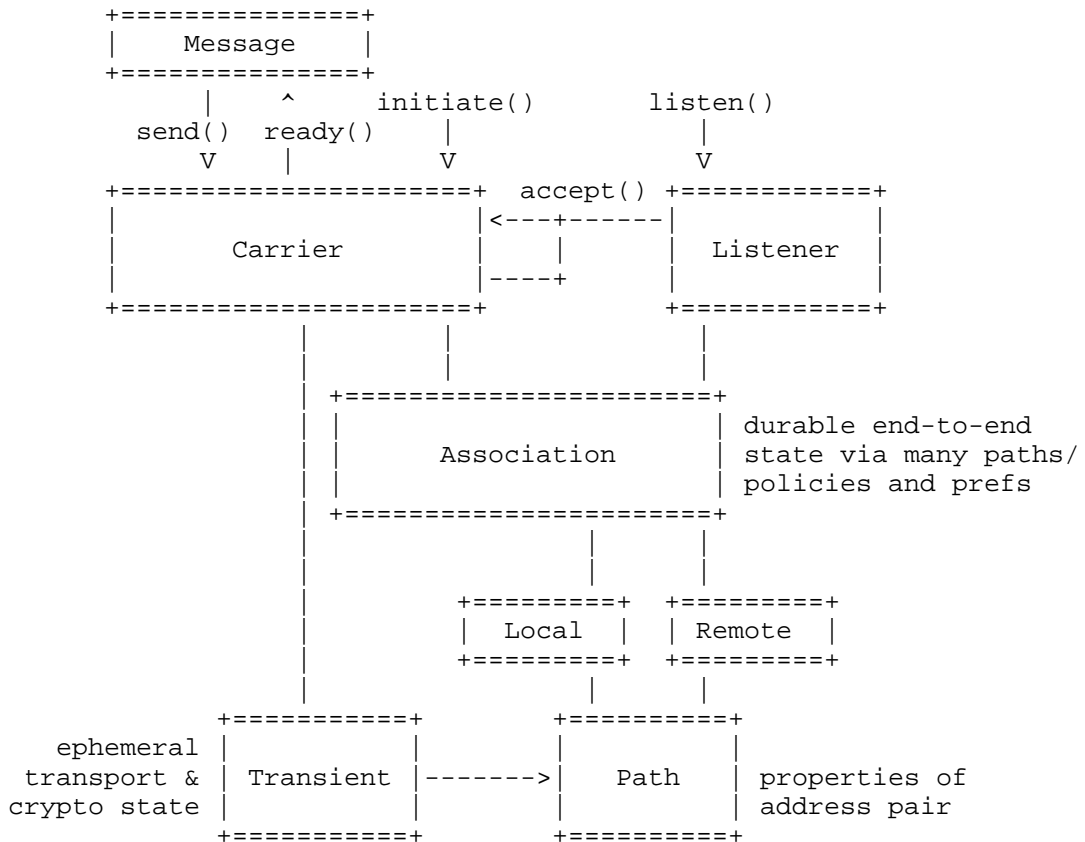 Message
initiate() listen()
send() ready()
accept()
Carrier Listener
durable end-to-end
Association state via many paths/
policies and prefs
Local Remote
ephemeral
transport & Transient Path properties of
crypto state address pair